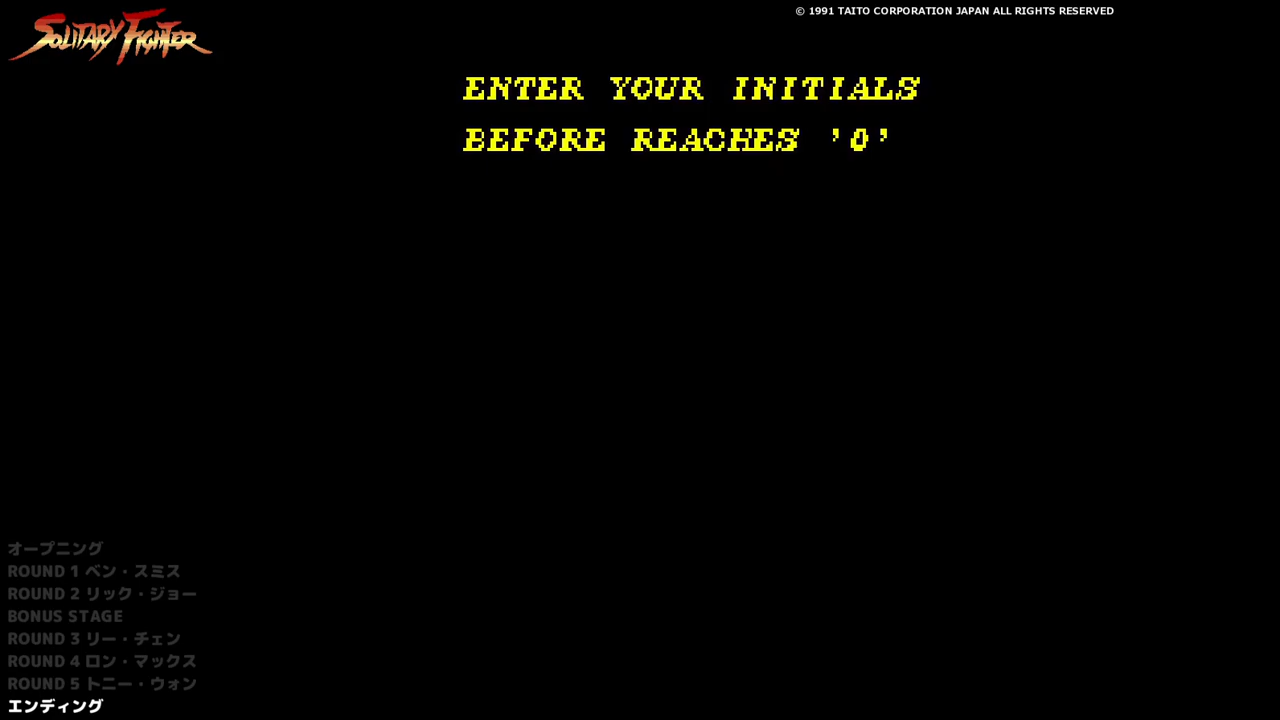 SOLITARY FIGHTER
© 1991 TAITO CORPORATION JAPAN ALL RIGHTS RESERVED
ENTER YOUR INITIALS
BEFORE REACHES '0'
オープニング
ROUND 1 ベン・スミス
ROUND 2 リック・ジョー
BONUS STAGE
ROUND 3 リー・チェン
ROUND 4 ロン・マックス
ROUND 5 トニー・ウォン
エンディング